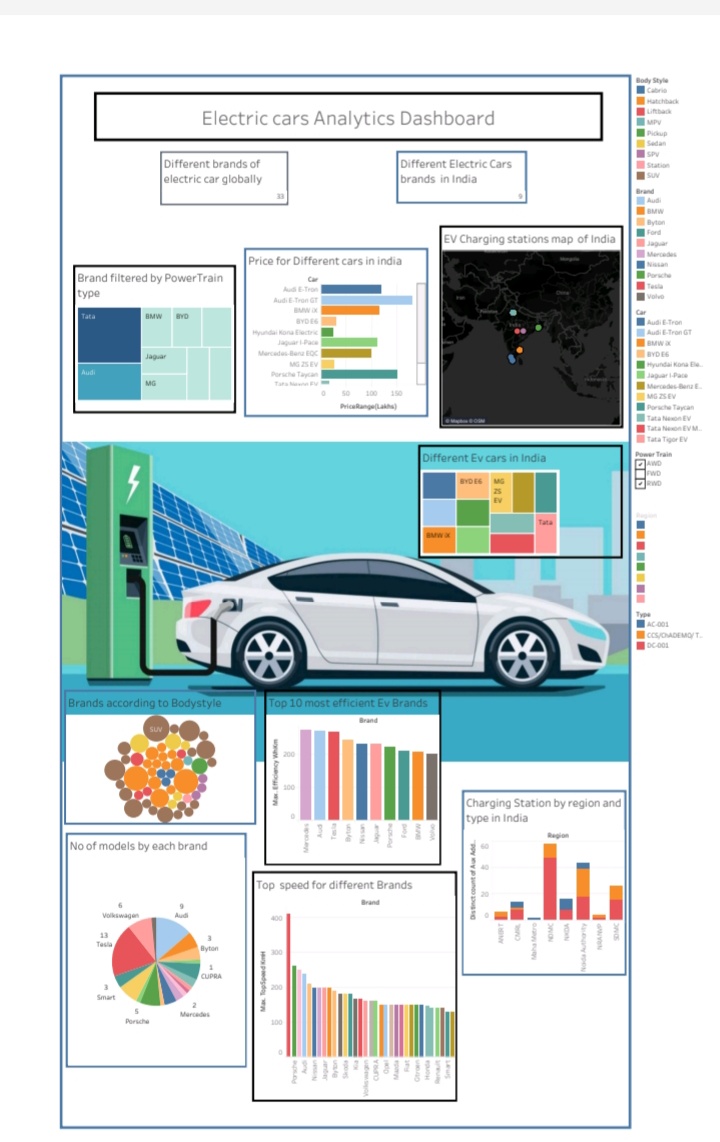 Electric cars Analytics Dashboard
Different brands of
electric car globally
33
Different Electric Cars
brands in India
9
Brand filtered by PowerTrain
type
Tata
BMW
BYD
Audi
Jaguar
MG
Price for Different cars in india
Car
Audi E-Tron
Audi E-Tron GT
BMW iX
BYD E6
Hyundai Kona Electric
Jaguar I-Pace
Mercedes-Benz EQC
MG ZS EV
Porsche Taycan
Tata Nexon EV
0 50 100 150
PriceRange(Lakhs)
EV Charging stations map of India
Mongolia
China
Iran
India
© Mapbox © OSM
Different Ev cars in India
BYD E6
MG
ZS
EV
BMW iX
Tata
Brands according to Bodystyle
SUV
Top 10 most efficient Ev Brands
Brand
Max. Efficiency Wh/Km
200
100
0
Mercedes
Audi
Tesla
Byton
Nissan
Jaguar
Porsche
Ford
BMW
Volvo
Charging Station by region and
type in India
Region
60
40
20
0
ANERT
CMRL
Maha Metro
NDMC
NKDA
Noida Authority
NRANVP
SDMC
No of models by each brand
6
Volkswagen
9
Audi
13
Tesla
3
Byton
1
CUPRA
3
Smart
5
Porsche
2
Mercedes
Top speed for different Brands
Brand
Max. TopSpeed KmH
400
300
200
100
0
Porsche
Audi
Nissan
Jaguar
Byton
Skoda
Kia
Volkswagen
CUPRA
Opel
Mazda
Fiat
Citroen
Honda
Renault
Smart
Body Style
Cabrio
Hatchback
Liftback
MPV
Pickup
Sedan
SPV
Station
SUV
Brand
Audi
BMW
Byton
Ford
Jaguar
Mercedes
Nissan
Porsche
Tesla
Volvo
Car
Audi E-Tron
Audi E-Tron GT
BMW iX
BYD E6
Hyundai Kona Ele..
Jaguar I-Pace
Mercedes-Benz E..
MG ZS EV
Porsche Taycan
Tata Nexon EV
Tata Nexon EV M..
Tata Tigor EV
Power Train
AWD
FWD
RWD
Region
Type
AC-001
CCS/CHADEMO/ T..
DC-001